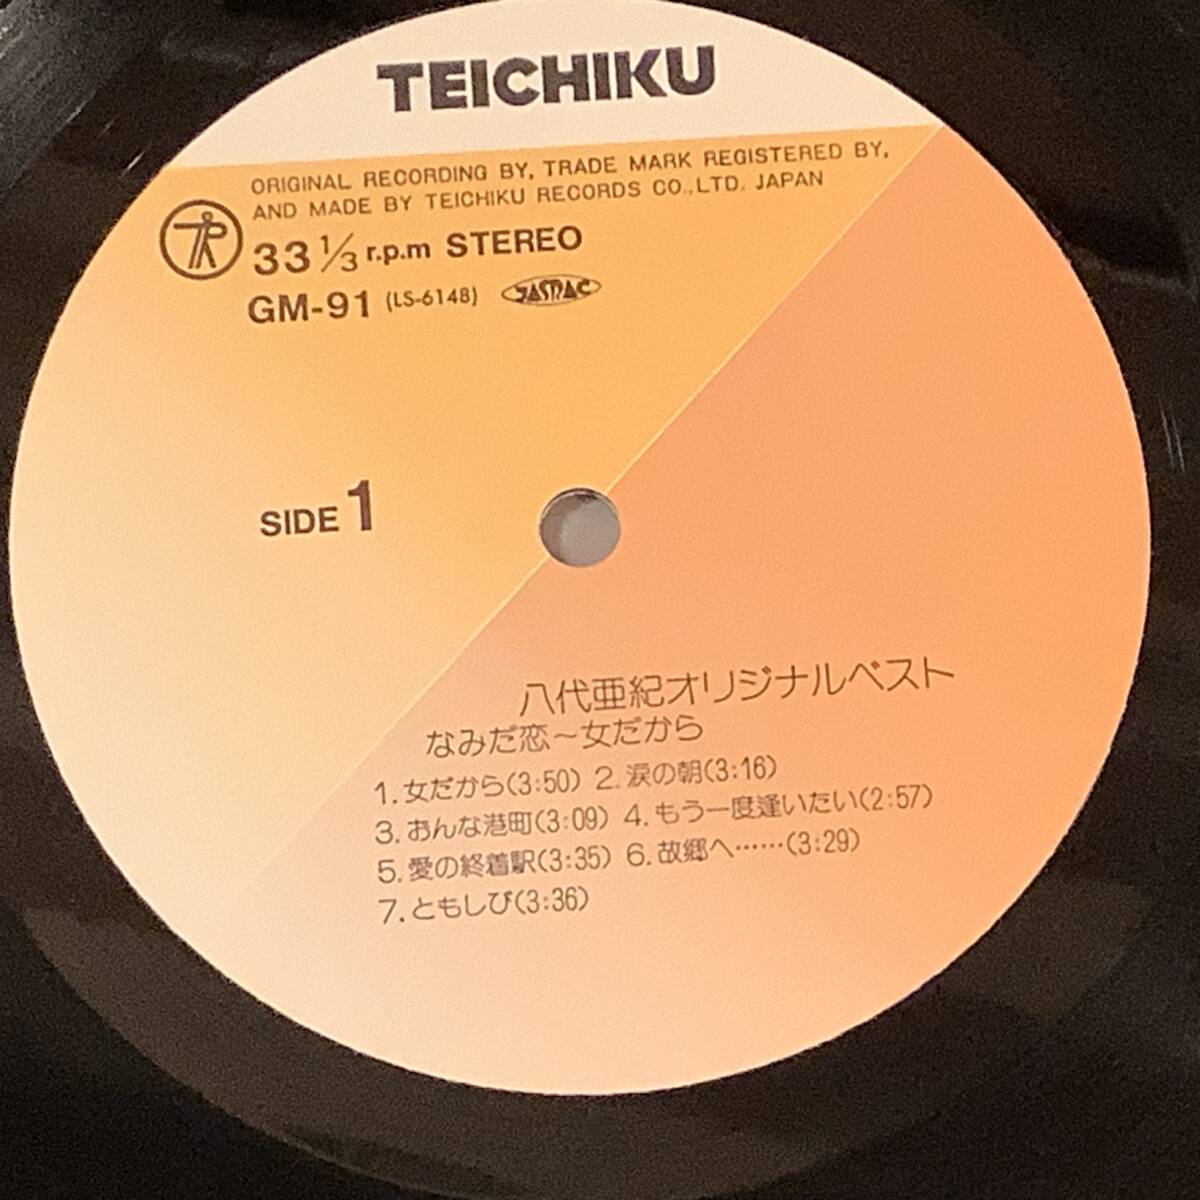 TEICHIKU
ORIGINAL RECORDING BY, TRADE MARK REGISTERED BY,
AND MADE BY TEICHIKU RECORDS CO.,LTD. JAPAN
33 1/3 r.p.m STEREO
GM-91 (LS-6148) JASRAC
SIDE 1
八代亜紀オリジナルベスト
なみだ恋〜女だから
1. 女だから(3:50) 2. 涙の朝(3:16)
3. おんな港町(3:09) 4. もう一度逢いたい(2:57)
5. 愛の終着駅(3:35) 6. 故郷へ……(3:29)
7. ともしび(3:36)